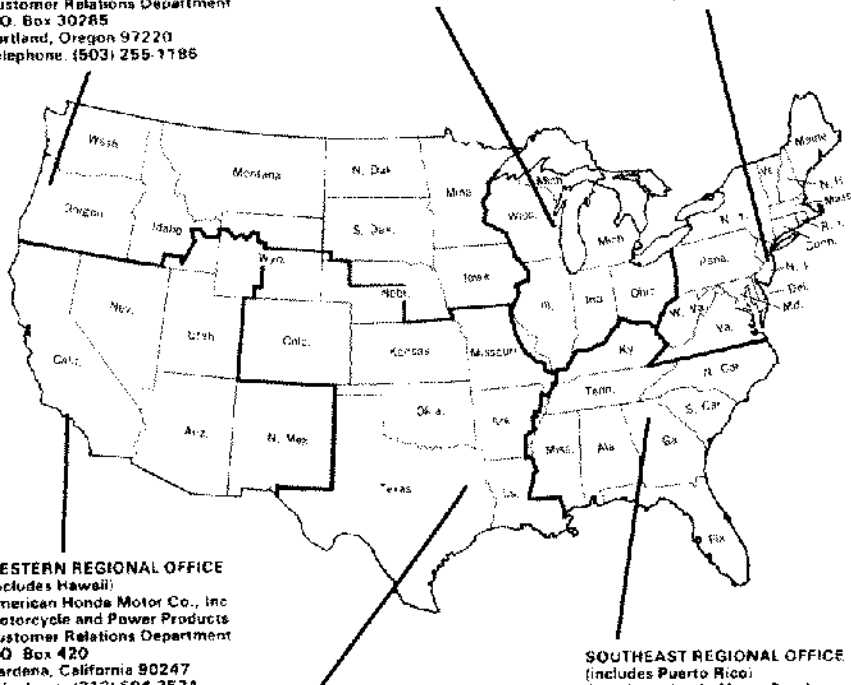 ustomer Relations Department
O. Box 30285
rtland, Oregon 97220
elephone. (503) 255-1186
Wash.
Montana
N. Dak.
Minn.
Mich.
Maine
Vt.
N. H.
Mass.
Oregon
Idaho
S. Dak.
Wisc.
Mich.
N. Y.
R. I.
Conn.
Wyo.
Iowa
Penna.
N. J.
Nev.
Nebr.
Ill.
Ind.
Ohio
Del.
Md.
Utah
Colo.
W. Va.
Va.
Calif.
Kansas
Missouri
Ky.
N. Car.
Ariz.
N. Mex.
Okla.
Ark.
Tenn.
S. Car.
Texas
La.
Miss.
Ala.
Ga.
Fla.
ESTERN REGIONAL OFFICE
ncludes Hawaii)
merican Honda Motor Co., Inc
otorcycle and Power Products
ustomer Relations Department
O. Box 420
ardena, California 90247
SOUTHEAST REGIONAL OFFICE
(includes Puerto Rico)